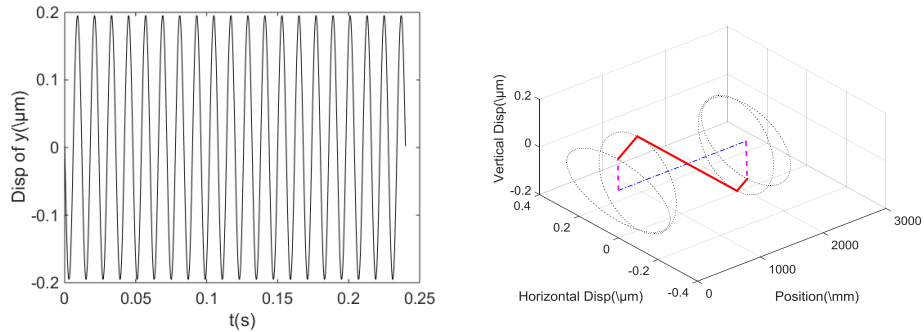 0.2
0.1
0
-0.1
-0.2
Disp of y(\μm)
0 0.05 0.1 0.15 0.2 0.25
t(s)
0.2
0
-0.2
Vertical Disp(\μm)
0.4
0.2
0
-0.2
-0.4
Horizontal Disp(\μm)
0
1000
2000
3000
Position(\mm)